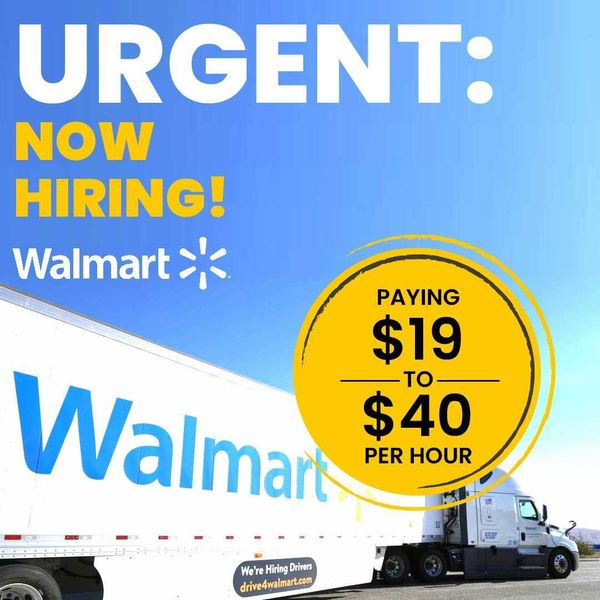 URGENT:
NOW
HIRING!
Walmart
PAYING
$19
TO
$40
PER HOUR
Walmart
We're Hiring Drivers
drive4walmart.com